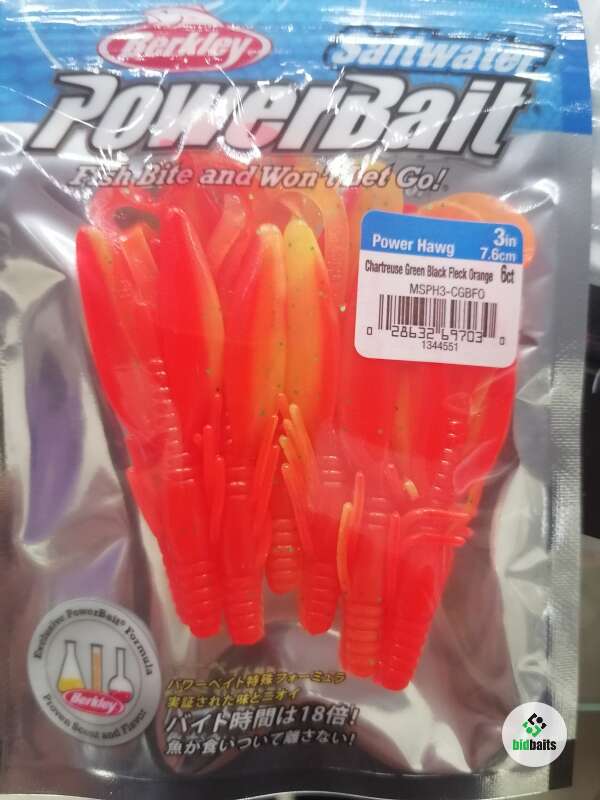 Berkley
Saltwater
PowerBait
Fish Bite and Won't Let Go!
Power Hawg
3in
7.6cm
Chartreuse Green Black Fleck Orange 6ct
MSPH3-CGBFO
0 28632 69703 0
1344551
Exclusive PowerBait® Formula
Berkley
Proven Scent and Flavor
パワーベイト特殊フォーミュラ
実証された味とニオイ
バイト時間は18倍!
魚が食いついて離さない!
bidbaits